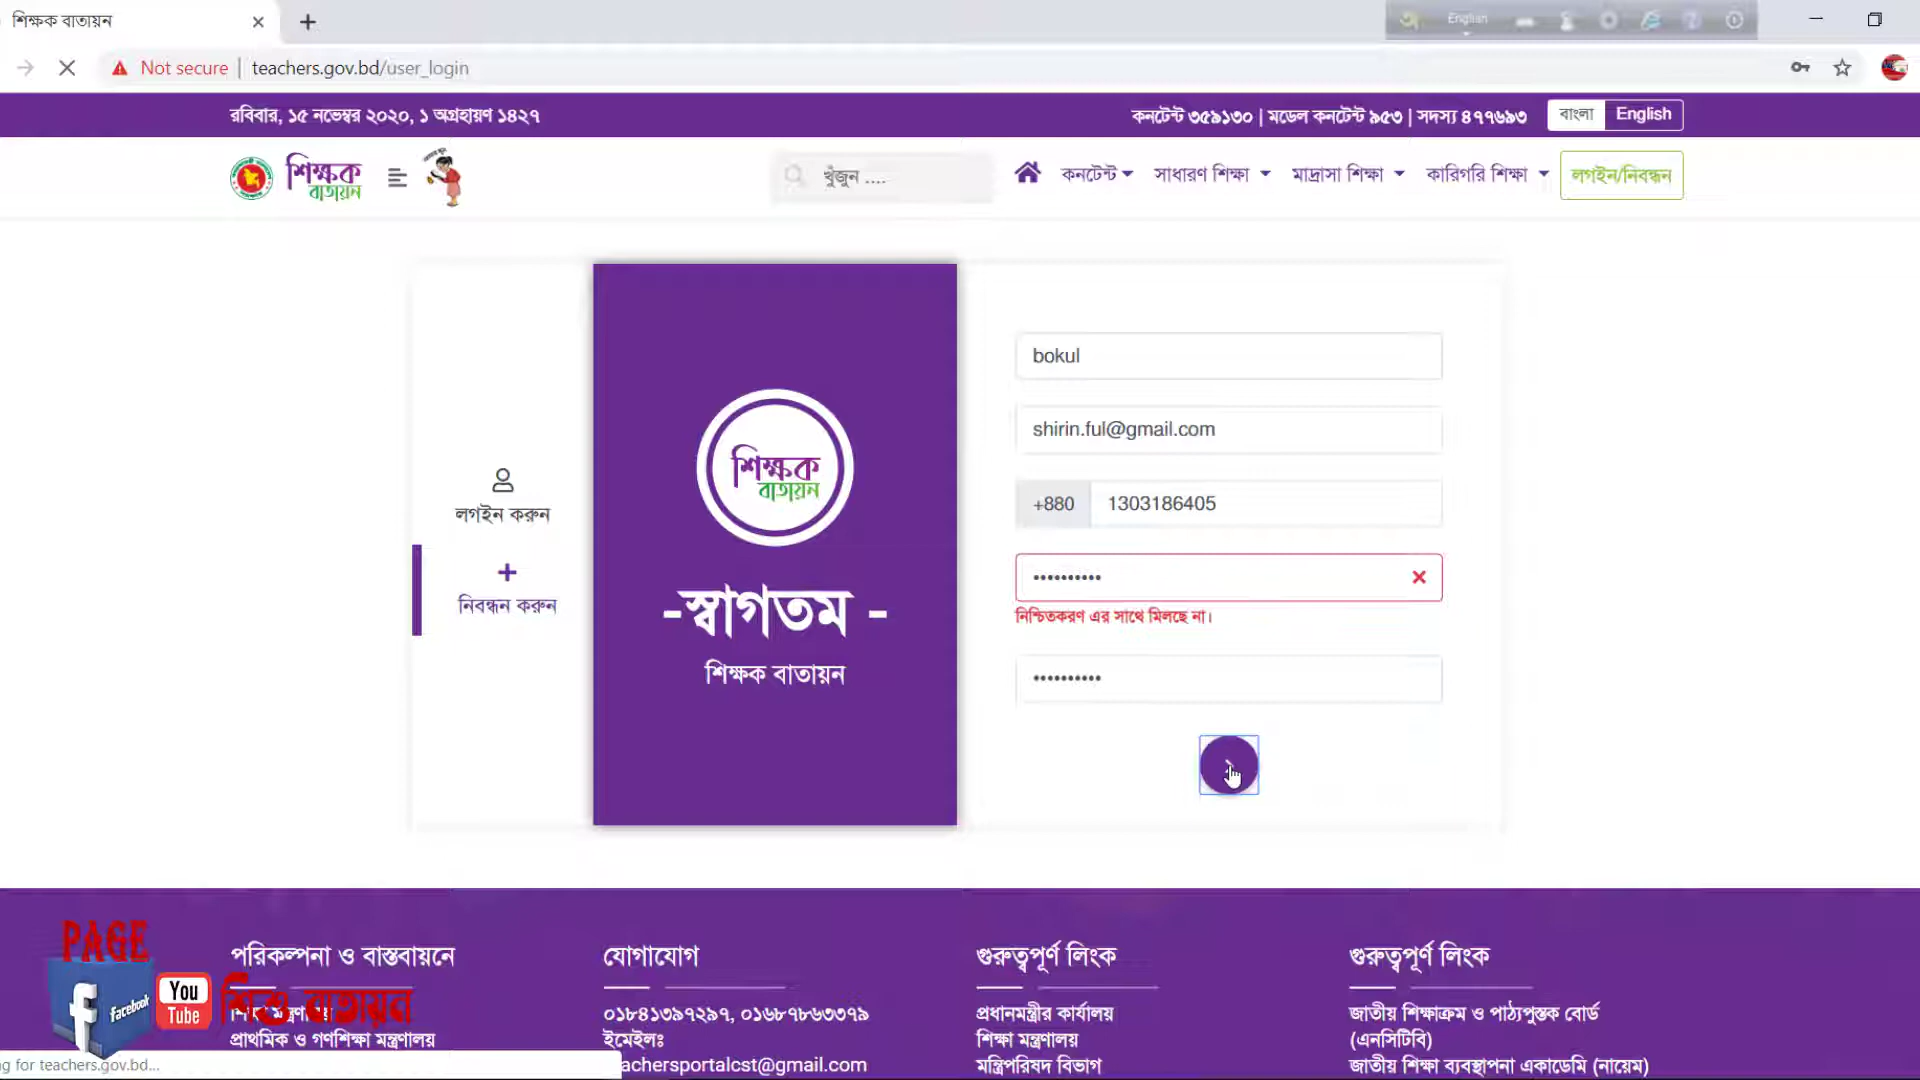 শিক্ষক বাতায়ন
English
Not secure | teachers.gov.bd/user_login
রবিবার, ১৫ নভেম্বর ২০২০, ১ অগ্রহায়ণ ১৪২৭
কনটেন্ট ৩৫৯১৩০ | মডেল কনটেন্ট ৯৫৩ | সদস্য ৪৭৭৬৯৩
বাংলা English
শিক্ষক
বাতায়ন
খুঁজুন ....
কনটেন্ট সাধারণ শিক্ষা মাদ্রাসা শিক্ষা কারিগরি শিক্ষা লগইন/নিবন্ধন
লগইন করুন
নিবন্ধন করুন
শিক্ষক
বাতায়ন
-স্বাগতম -
শিক্ষক বাতায়ন
bokul
shirin.ful@gmail.com
+880 1303186405
••••••••••
নিশ্চিতকরণ এর সাথে মিলছে না।
••••••••••
পরিকল্পনা ও বাস্তবায়নে
প্রাথমিক ও গণশিক্ষা মন্ত্রণালয়
যোগাযোগ
০১৮৪১৩৯৭২৯৭, ০১৬৮৭৮৬৩৩৭৯
ইমেইলঃ
achersportalcst@gmail.com
গুরুত্বপূর্ণ লিংক
প্রধানমন্ত্রীর কার্যালয়
শিক্ষা মন্ত্রণালয়
মন্ত্রিপরিষদ বিভাগ
গুরুত্বপূর্ণ লিংক
জাতীয় শিক্ষাক্রম ও পাঠ্যপুস্তক বোর্ড
(এনসিটিবি)
জাতীয় শিক্ষা ব্যবস্থাপনা একাডেমি (নায়েম)
PAGE
facebook
You
Tube
শিশু বাতায়ন
ng for teachers.gov.bd...